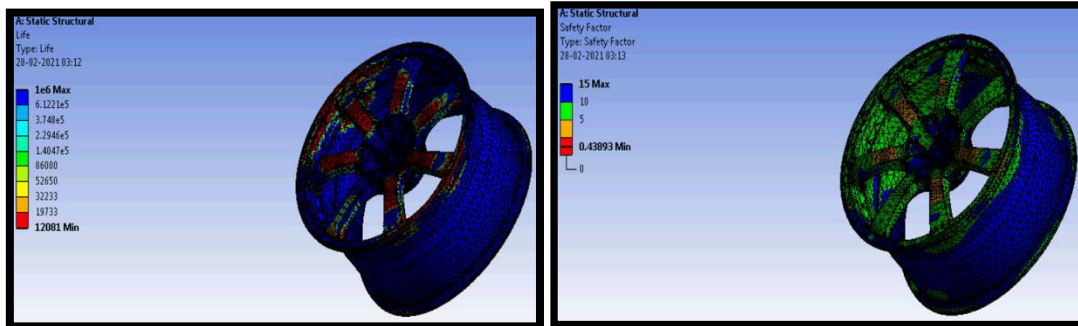 A: Static Structural
Life
Type: Life
28-02-2021 03:12
1e6 Max
6.1221e5
3.748e5
2.2946e5
1.4047e5
86000
52650
32233
19733
12081 Min
A: Static Structural
Safety Factor
Type: Safety Factor
28-02-2021 03:13
15 Max
10
5
0.43893 Min
0